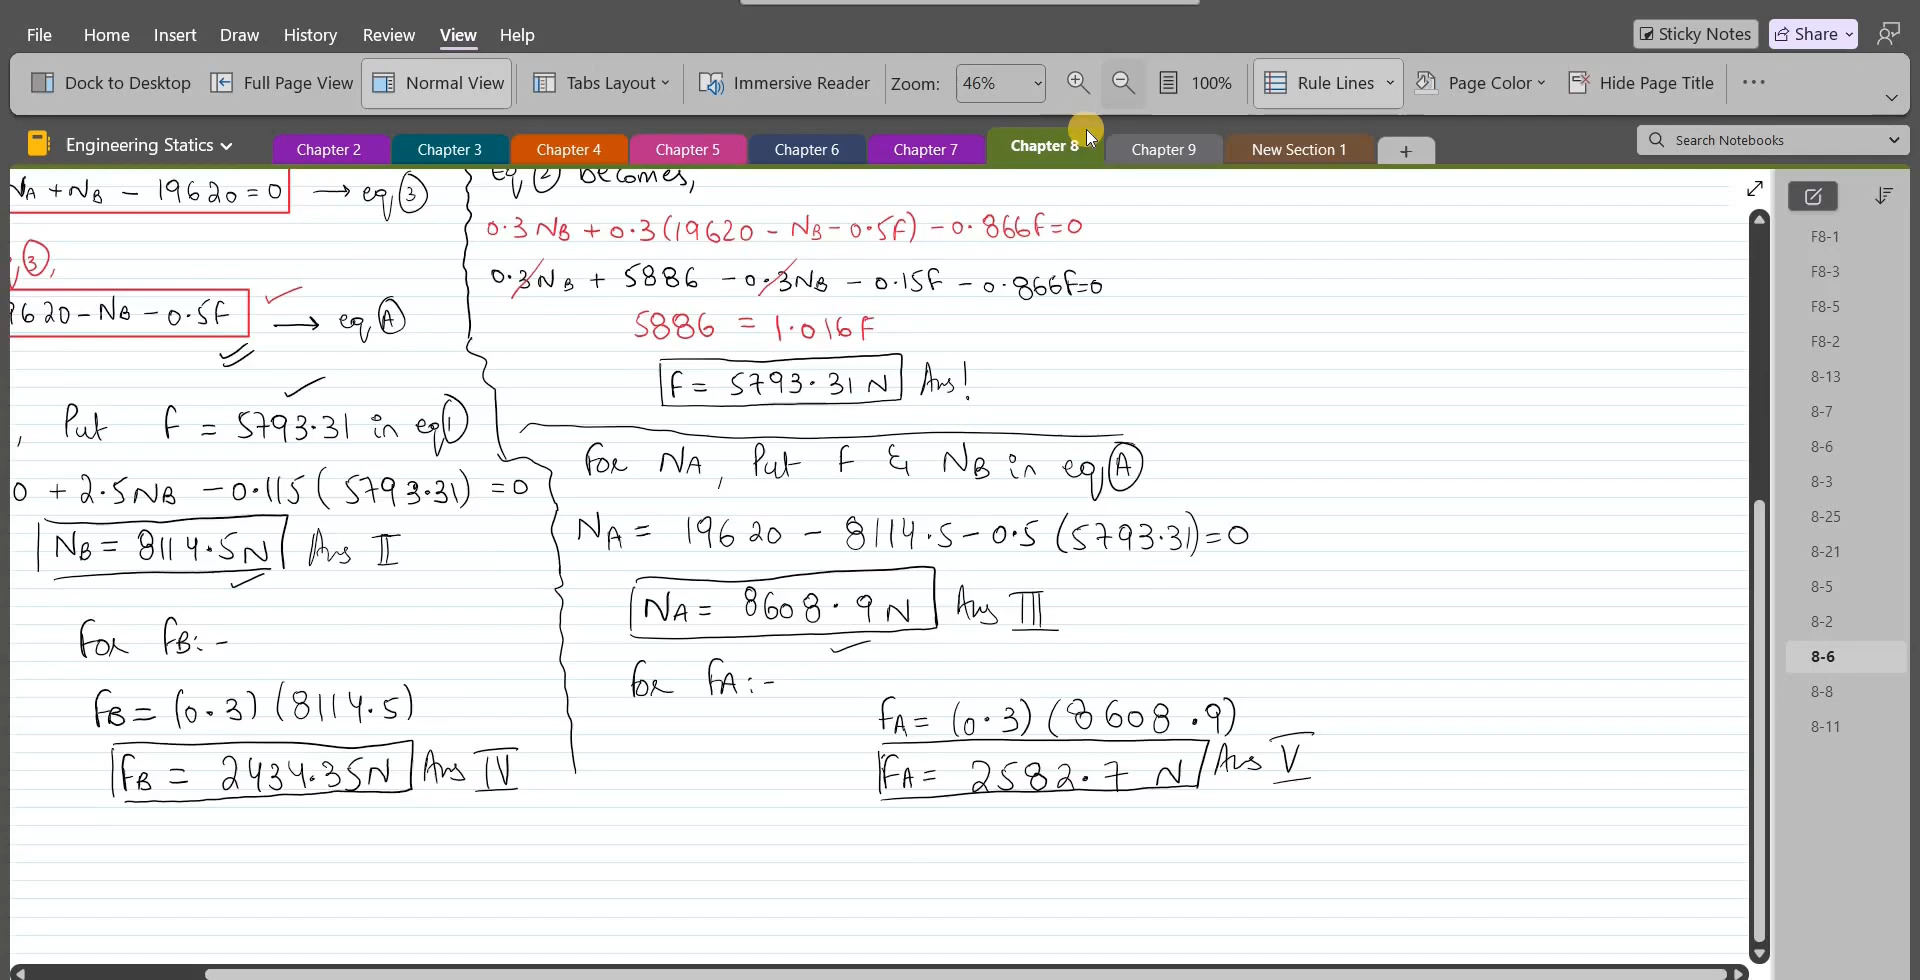 File Home Insert Draw History Review View Help Sticky Notes Share
Dock to Desktop Full Page View Normal View Tabs Layout Immersive Reader Zoom: 46% 100% Rule Lines Page Color Hide Page Title ...
Engineering Statics Chapter 2 Chapter 3 Chapter 4 Chapter 5 Chapter 6 Chapter 7 Chapter 8 Chapter 9 New Section 1 + Search Notebooks
NA + NB - 19620 = 0 → eq ③
③,
9620 - NB - 0.5F → eq Ⓐ
, Put F = 5793.31 in eq ①
0 + 2.5NB - 0.115 (5793.31) = 0
NB = 8114.5N Ans II
For FB:-
FB = (0.3) (8114.5)
FB = 2434.35N Ans IV
Eq ② becomes,
0.3NB + 0.3(19620 - NB - 0.5F) - 0.866F = 0
0.3NB + 5886 - 0.3NB - 0.15F - 0.866F=0
5886 = 1.016F
F = 5793.31 N Ans!
For NA, Put F & NB in eq Ⓐ
NA = 19620 - 8114.5 - 0.5 (5793.31) = 0
NA = 8608.9 N Ans III
For FA:-
FA = (0.3) (8608.9)
FA = 2582.7 N Ans V
F8-1
F8-3
F8-5
F8-2
8-13
8-7
8-6
8-3
8-25
8-21
8-5
8-2
8-6
8-8
8-11